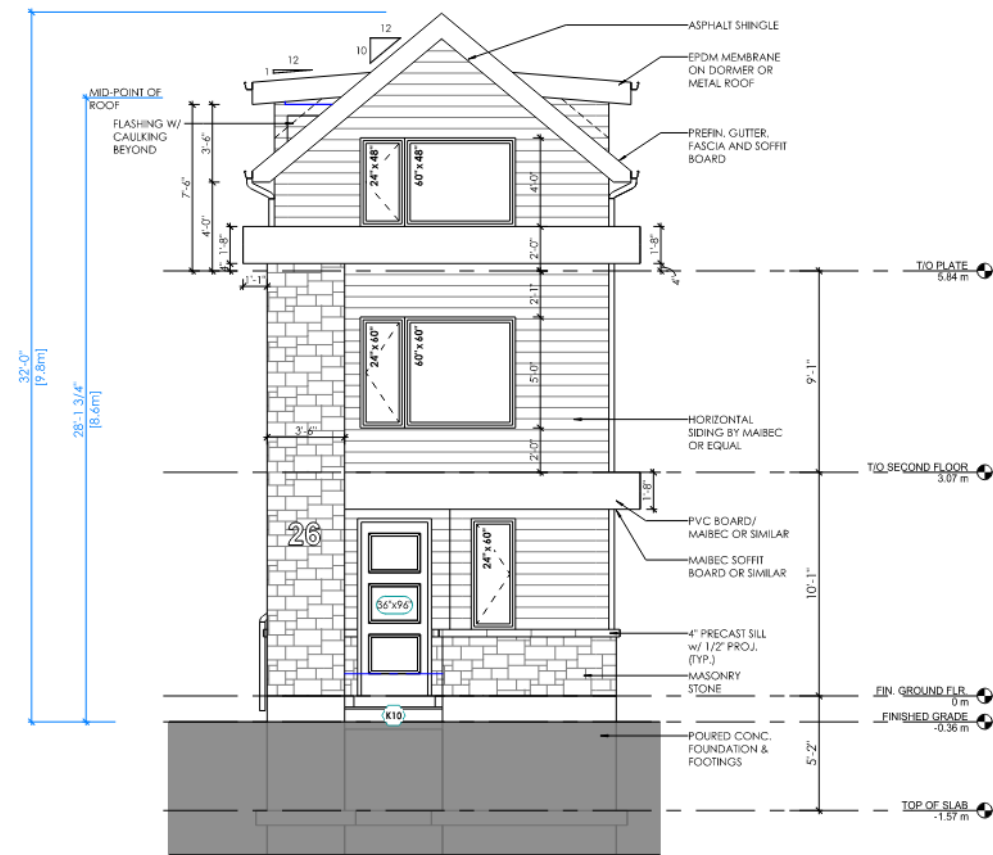 12
10
ASPHALT SHINGLE
12
1
EPDM MEMBRANE
ON DORMER OR
METAL ROOF
MID-POINT OF
ROOF
FLASHING W/
CAULKING
BEYOND
PREFIN. GUTTER,
FASCIA AND SOFFIT
BOARD
3'-6"
7'-6"
4'-0"
1'-8"
4"
1'-1"
24"x48"
60"x48"
4'-0"
2'-0"
1'-8"
4"
T/O PLATE
5.84 m
2'-1"
24"x60"
60"x60"
5'-0"
9'-1"
32'-0"
[9.8m]
28'-1 3/4"
[8.6m]
3'-6"
2'-0"
HORIZONTAL
SIDING BY MAIBEC
OR EQUAL
T/O SECOND FLOOR
3.07 m
1'-8"
PVC BOARD/
MAIBEC OR SIMILAR
26
24"x60"
MAIBEC SOFFIT
BOARD OR SIMILAR
10'-1"
36"x96"
4" PRECAST SILL
w/ 1/2" PROJ.
(TYP.)
MASONRY
STONE
FIN. GROUND FLR.
0 m
K10
FINISHED GRADE
-0.36 m
POURED CONC.
FOUNDATION &
FOOTINGS
5'-2"
TOP OF SLAB
-1.57 m